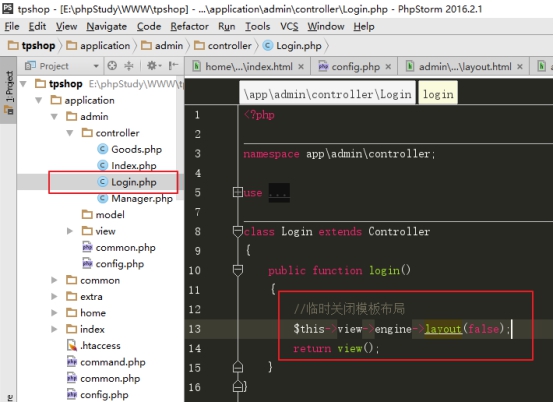 tpshop - [E:\phpStudy\WWW\tpshop] - ...\application\admin\controller\Login.php - PhpStorm 2016.2.1
File Edit View Navigate Code Refactor Run Tools VCS Window Help
tpshop application admin controller Login.php
Project
home\...\index.html
config.php
admin\...\layout.html
1: Project
tpshop E:\phpStudy\WWW\t
application
admin
controller
Goods.php
Index.php
Login.php
Manager.php
model
view
common.php
config.php
common
extra
home
index
.htaccess
command.php
common.php
config.php
\app\admin\controller\Login
login
1 <?php
2
3 namespace app\admin\controller;
4
5 use ...
7
8 class Login extends Controller
9 {
10 public function login()
11 {
12 //临时关闭模板布局
13 $this->view->engine->layout(false);
14 return view();
15 }
16 }